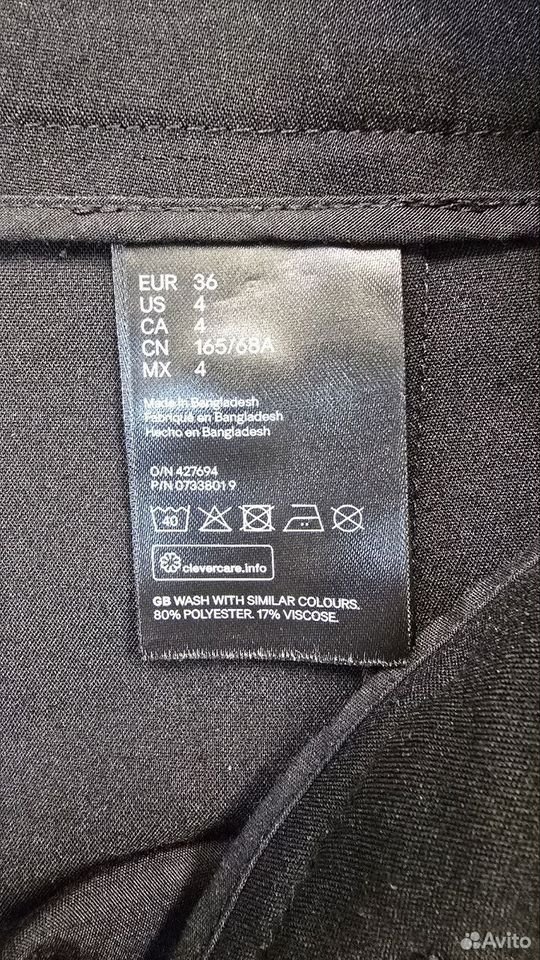 EUR 36
US 4
CA 4
CN 165/68A
MX 4
Made in Bangladesh
Fabriqué en Bangladesh
Hecho en Bangladesh
O/N 427694
P/N 0733801 9
40
clevercare.info
GB WASH WITH SIMILAR COLOURS.
80% POLYESTER. 17% VISCOSE.
Avito